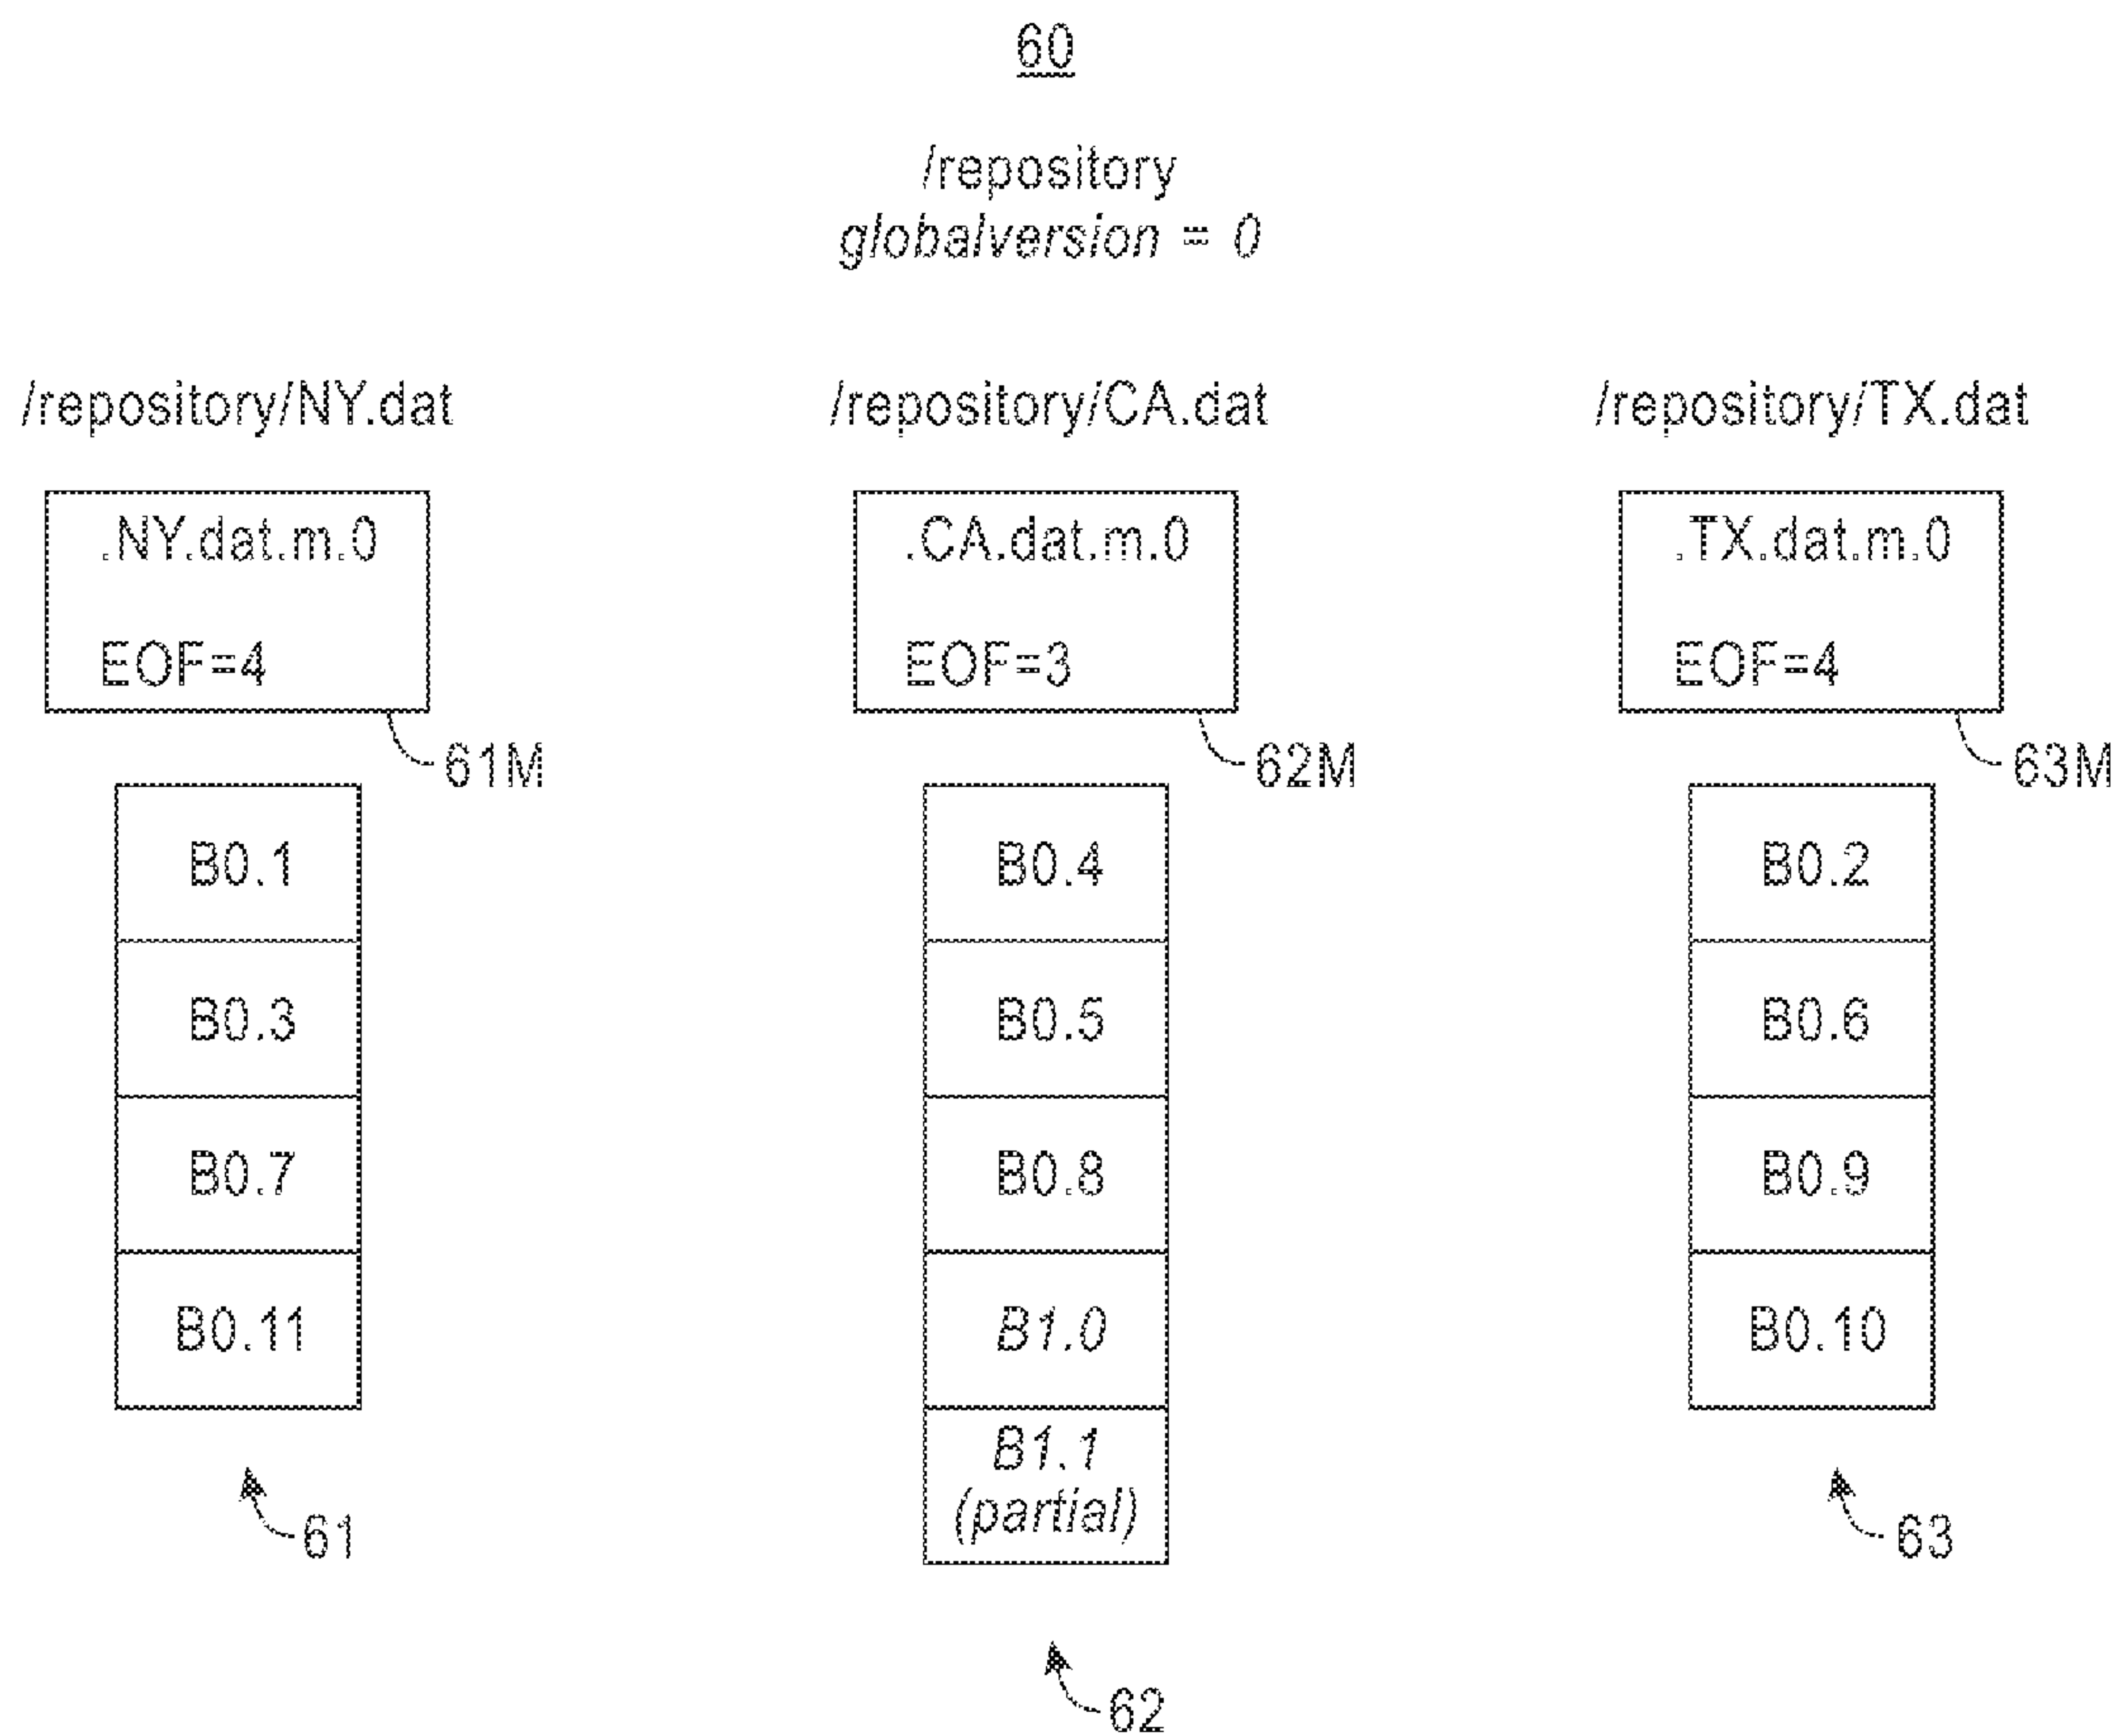 60
/repository
globalversion = 0
/repository/NY.dat
/repository/CA.dat
/repository/TX.dat
.NY.dat.m.0
EOF=4
61M
.CA.dat.m.0
EOF=3
62M
.TX.dat.m.0
EOF=4
63M
B0.1
B0.3
B0.7
B0.11
61
B0.4
B0.5
B0.8
B1.0
B1.1
(partial)
62
B0.2
B0.6
B0.9
B0.10
63